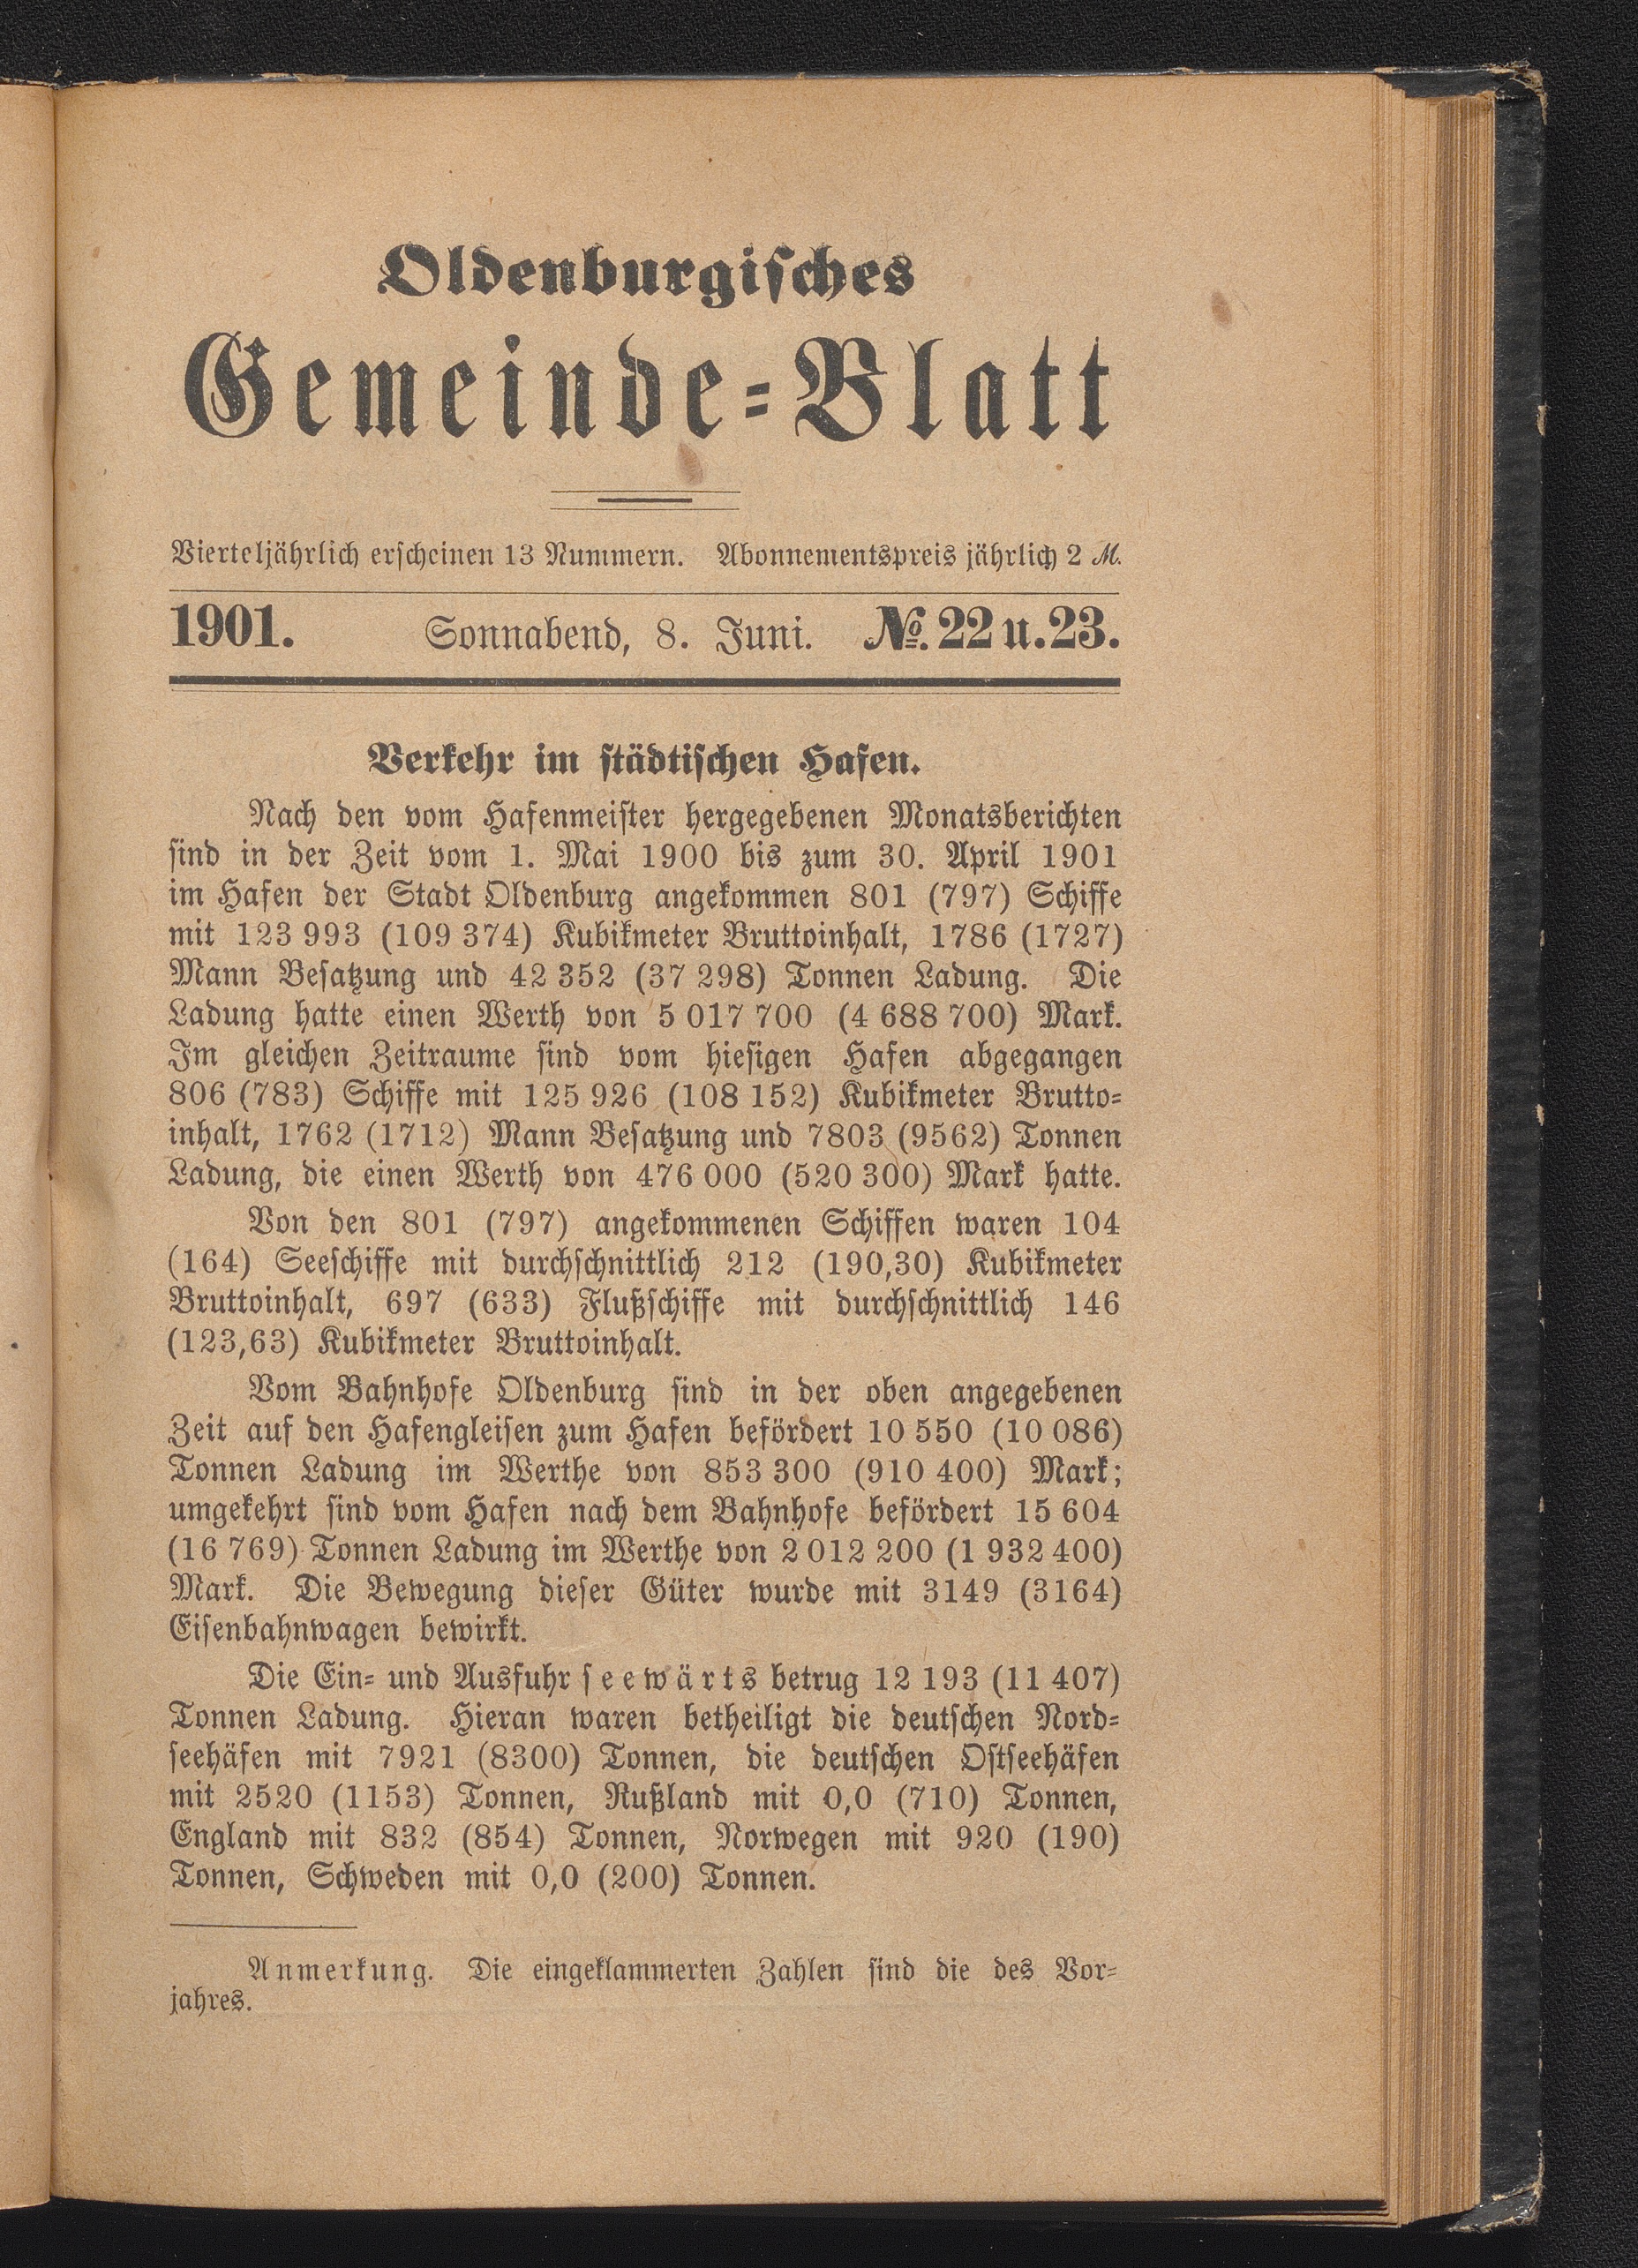 Oldenburgisches
Gemeinde-Blatt
Vierteljährlich erscheinen 13 Nummern. Abonnementspreis jährlich 2 M.
1901. Sonnabend, 8. Juni. №. 22 u. 23.
Verkehr im städtischen Hafen.
Nach den vom Hafenmeister hergegebenen Monatsberichten
sind in der Zeit vom 1. Mai 1900 bis zum 30. April 1901
im Hafen der Stadt Oldenburg angekommen 801 (797) Schiffe
mit 123 993 (109 374) Kubikmeter Bruttoinhalt, 1786 (1727)
Mann Besatzung und 42 352 (37 298) Tonnen Ladung. Die
Ladung hatte einen Werth von 5 017 700 (4 688 700) Mark.
Im gleichen Zeitraume sind vom hiesigen Hafen abgegangen
806 (783) Schiffe mit 125 926 (108 152) Kubikmeter Brutto-
inhalt, 1762 (1712) Mann Besatzung und 7803 (9562) Tonnen
Ladung, die einen Werth von 476 000 (520 300) Mark hatte.
Von den 801 (797) angekommenen Schiffen waren 104
(164) Seeschiffe mit durchschnittlich 212 (190,30) Kubikmeter
Bruttoinhalt, 697 (633) Flußschiffe mit durchschnittlich 146
(123,63) Kubikmeter Bruttoinhalt.
Vom Bahnhofe Oldenburg sind in der oben angegebenen
Zeit auf den Hafengleisen zum Hafen befördert 10 550 (10 086)
Tonnen Ladung im Werthe von 853 300 (910 400) Mark;
umgekehrt sind vom Hafen nach dem Bahnhofe befördert 15 604
(16 769) Tonnen Ladung im Werthe von 2 012 200 (1 932 400)
Mark. Die Bewegung dieser Güter wurde mit 3149 (3164)
Eisenbahnwagen bewirkt.
Die Ein- und Ausfuhr seewärts betrug 12 193 (11 407)
Tonnen Ladung. Hieran waren betheiligt die deutschen Nord-
seehäfen mit 7921 (8300) Tonnen, die deutschen Ostseehäfen
mit 2520 (1153) Tonnen, Rußland mit 0,0 (710) Tonnen,
England mit 832 (854) Tonnen, Norwegen mit 920 (190)
Tonnen, Schweden mit 0,0 (200) Tonnen.
Anmerkung. Die eingeklammerten Zahlen sind die des Vor-
jahres.